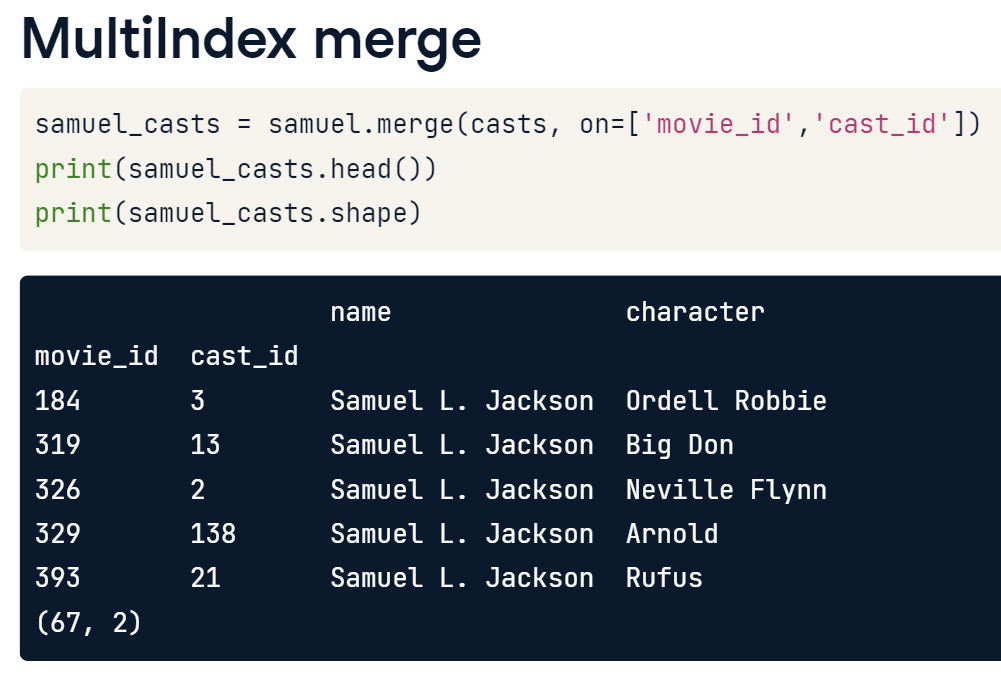 MultiIndex merge
samuel_casts = samuel.merge(casts, on=['movie_id','cast_id'])
print(samuel_casts.head())
print(samuel_casts.shape)
name character
movie_id cast_id
184 3 Samuel L. Jackson Ordell Robbie
319 13 Samuel L. Jackson Big Don
326 2 Samuel L. Jackson Neville Flynn
329 138 Samuel L. Jackson Arnold
393 21 Samuel L. Jackson Rufus
(67, 2)